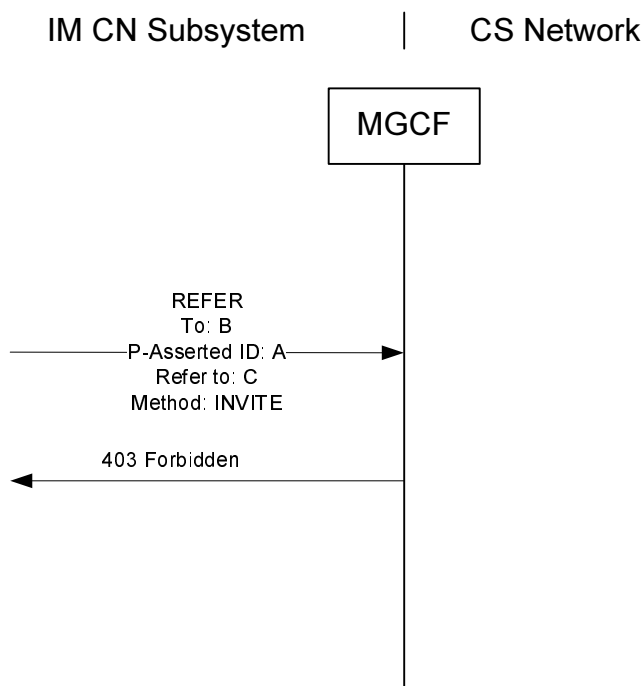 IM CN Subsystem | CS Network
MGCF
REFER
To: B
P-Asserted ID: A
Refer to: C
Method: INVITE
403 Forbidden